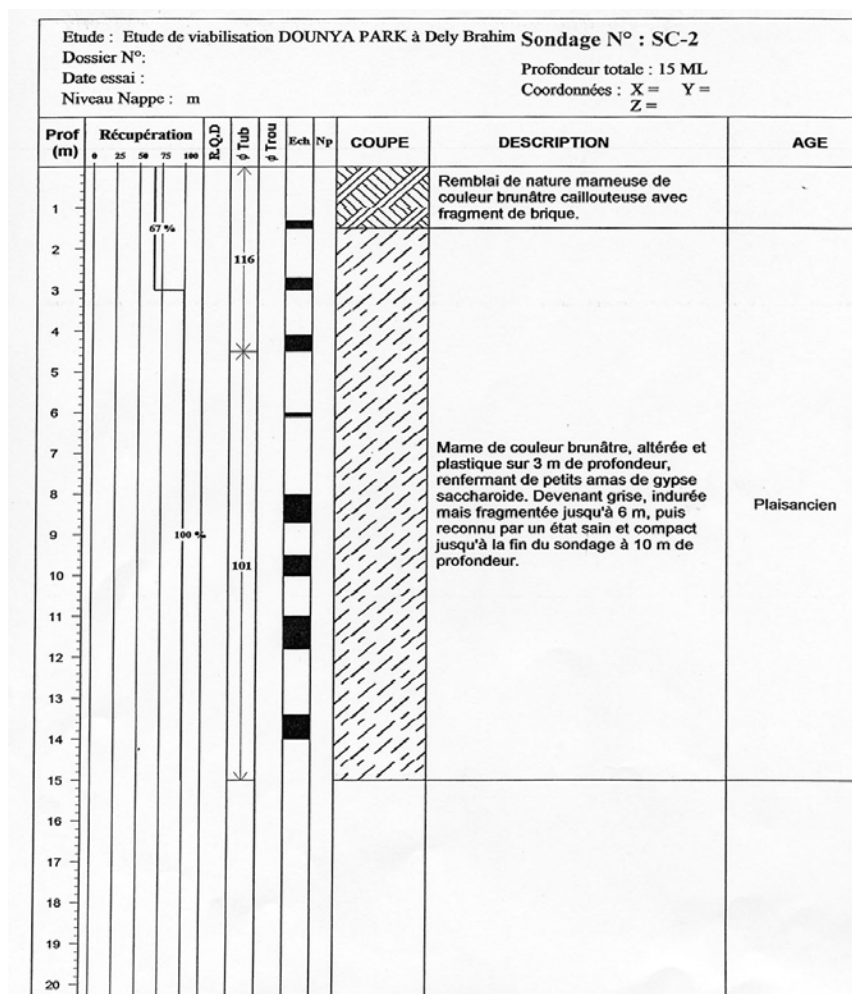 Etude : Etude de viabilisation DOUNYA PARK à Dely Brahim Sondage N° : SC-2
Dossier N°:
Profondeur totale : 15 ML
Date essai :
Coordonnées : X = Y =
Niveau Nappe : m
Z =
Prof (m)
Récupération
0 25 50 75 100
R.Q.D
ϕ Tub
ϕ Trou
Ech
Np
COUPE
DESCRIPTION
AGE
Remblai de nature marneuse de
couleur brunâtre caillouteuse avec
fragment de brique.
1
67 %
2
116
3
4
5
6
7
8
9
100 %
10
101
11
12
13
14
15
16
17
18
19
20
Marne de couleur brunâtre, altérée et
plastique sur 3 m de profondeur,
renfermant de petits amas de gypse
saccharoide. Devenant grise, indurée
mais fragmentée jusqu'à 6 m, puis
reconnu par un état sain et compact
jusqu'à la fin du sondage à 10 m de
profondeur.
Plaisancien